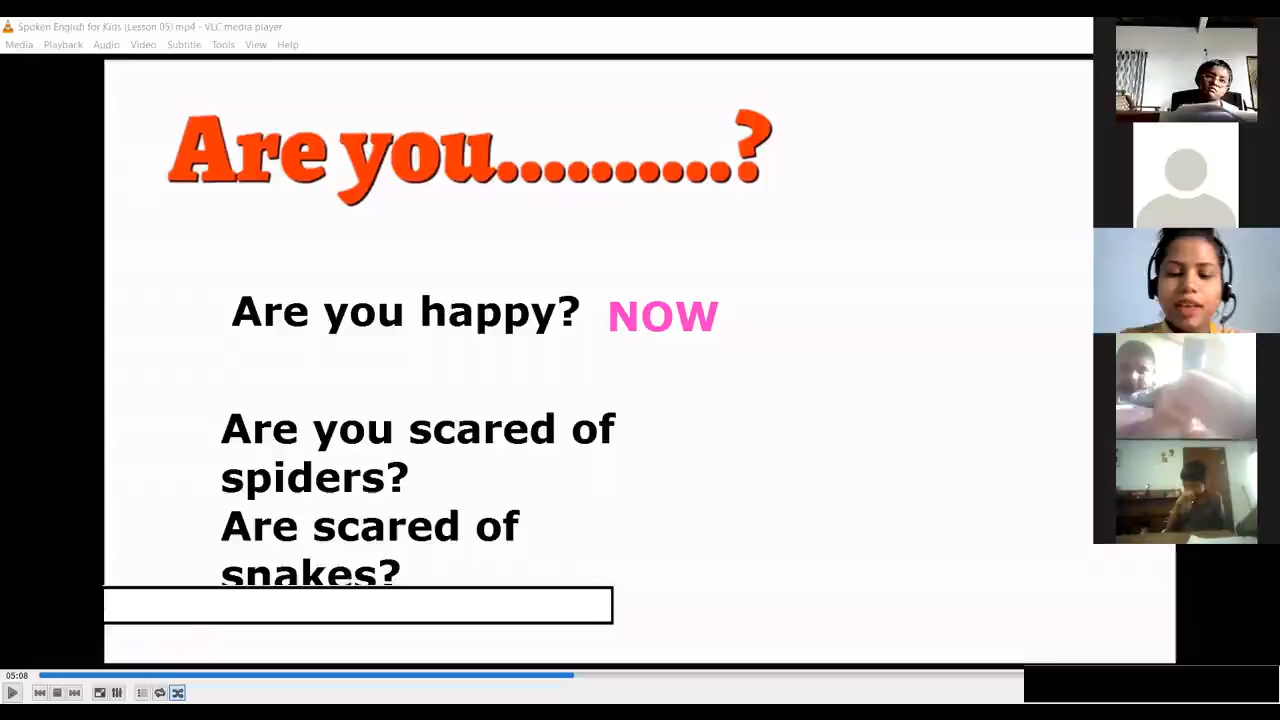 Spoken English for Kids (Lesson 05).mp4 - VLC media player
Media Playback Audio Video Subtitle Tools View Help
Are you..........?
Are you happy? NOW
Are you scared of
spiders?
Are scared of
snakes?
05:08